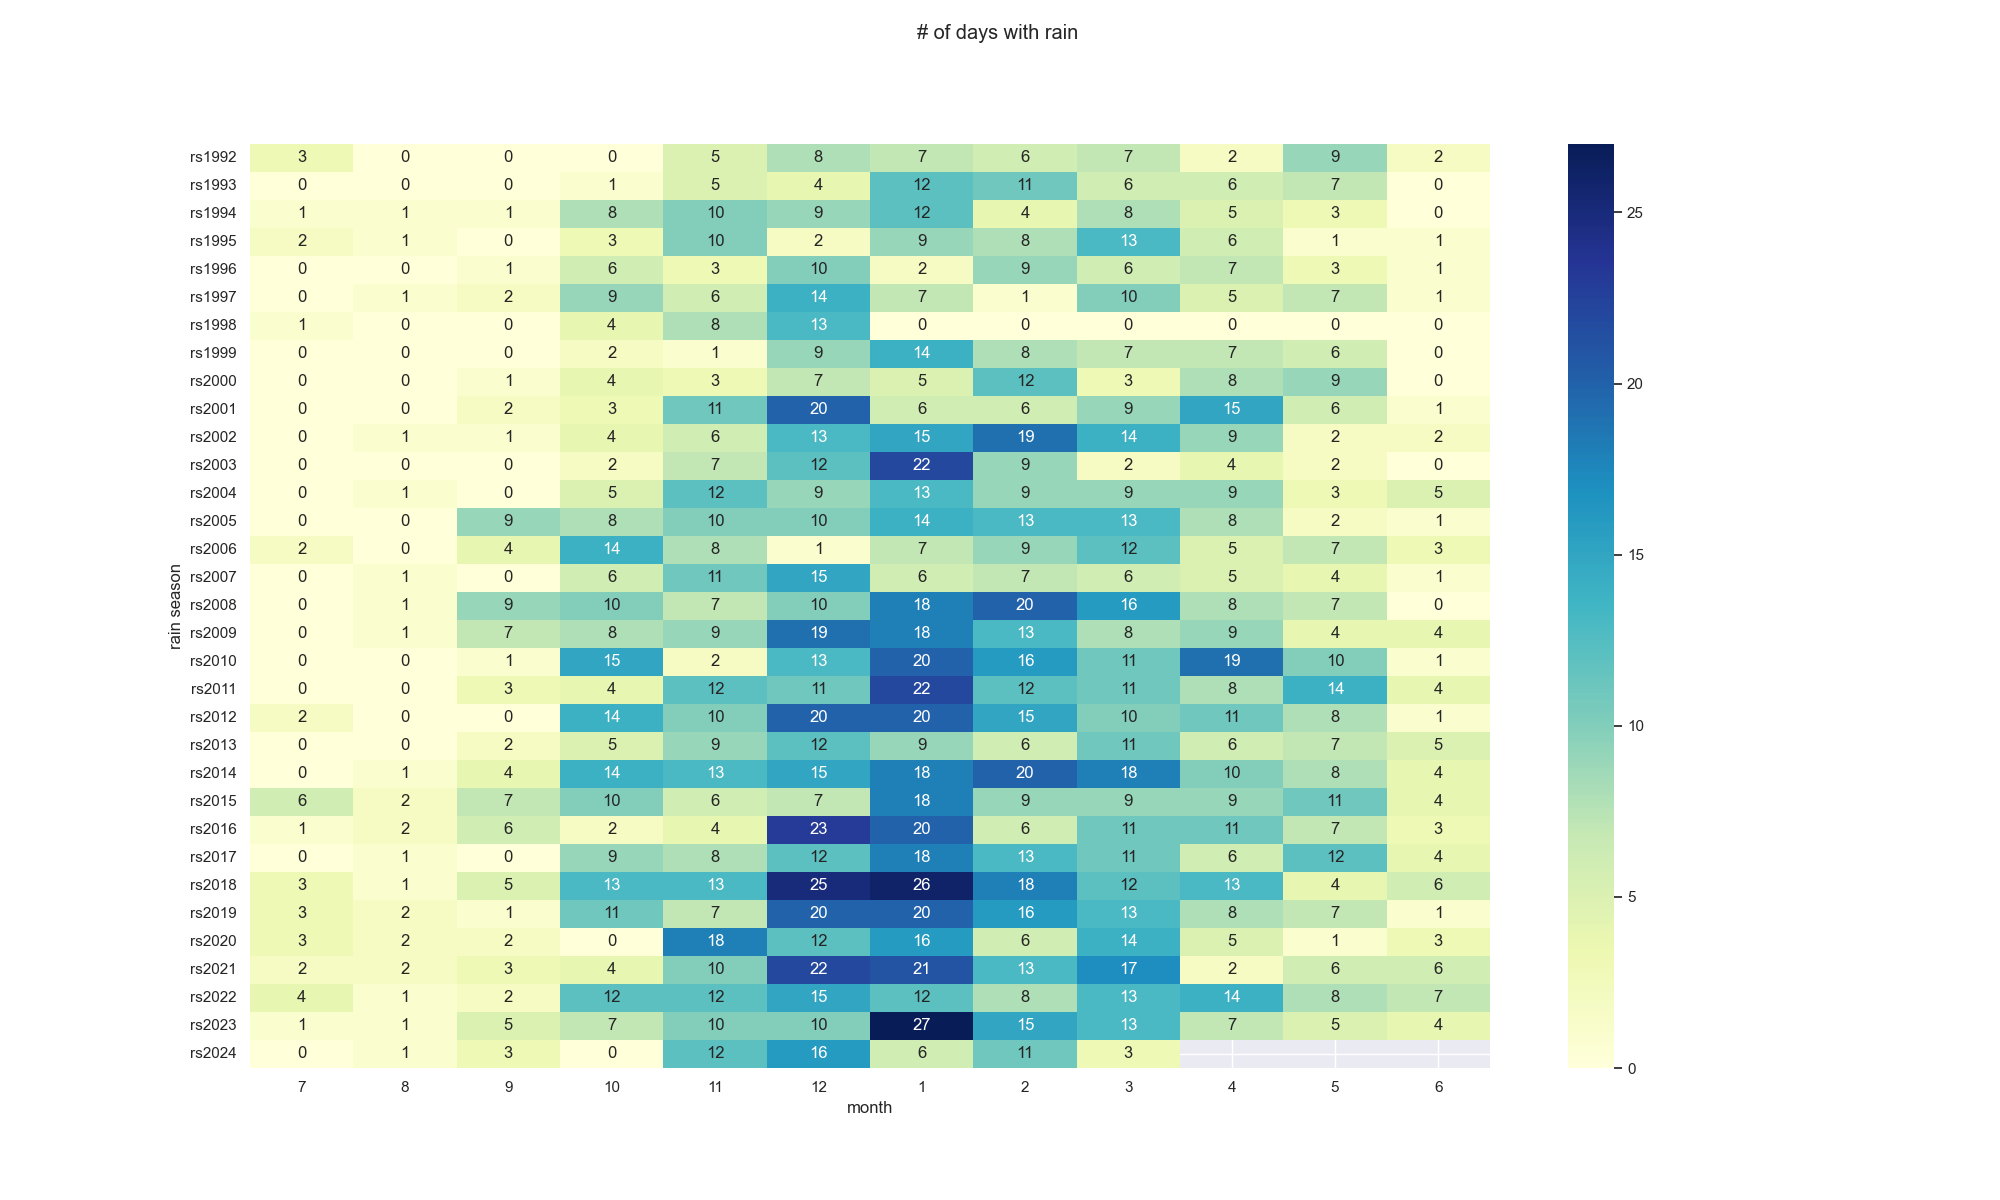 # of days with rain
rs1992 3 0 0 0 5 8 7 6 7 2 9 2
rs1993 0 0 0 1 5 4 12 11 6 6 7 0
rs1994 1 1 1 8 10 9 12 4 8 5 3 0
25
rs1995 2 1 0 3 10 2 9 8 13 6 1 1
rs1996 0 0 1 6 3 10 2 9 6 7 3 1
rs1997 0 1 2 9 6 14 7 1 10 5 7 1
rs1998 1 0 0 4 8 13 0 0 0 0 0 0
rs1999 0 0 0 2 1 9 14 8 7 7 6 0
rs2000 0 0 1 4 3 7 5 12 3 8 9 0
20
rs2001 0 0 2 3 11 20 6 6 9 15 6 1
rs2002 0 1 1 4 6 13 15 19 14 9 2 2
rs2003 0 0 0 2 7 12 22 9 2 4 2 0
rs2004 0 1 0 5 12 9 13 9 9 9 3 5
rs2005 0 0 9 8 10 10 14 13 13 8 2 1
rs2006 2 0 4 14 8 1 7 9 12 5 7 3
15
rs2007 0 1 0 6 11 15 6 7 6 5 4 1
rs2008 0 1 9 10 7 10 18 20 16 8 7 0
rain season
rs2009 0 1 7 8 9 19 18 13 8 9 4 4
rs2010 0 0 1 15 2 13 20 16 11 19 10 1
rs2011 0 0 3 4 12 11 22 12 11 8 14 4
rs2012 2 0 0 14 10 20 20 15 10 11 8 1
10
rs2013 0 0 2 5 9 12 9 6 11 6 7 5
rs2014 0 1 4 14 13 15 18 20 18 10 8 4
rs2015 6 2 7 10 6 7 18 9 9 9 11 4
rs2016 1 2 6 2 4 23 20 6 11 11 7 3
rs2017 0 1 0 9 8 12 18 13 11 6 12 4
rs2018 3 1 5 13 13 25 26 18 12 13 4 6
5
rs2019 3 2 1 11 7 20 20 16 13 8 7 1
rs2020 3 2 2 0 18 12 16 6 14 5 1 3
rs2021 2 2 3 4 10 22 21 13 17 2 6 6
rs2022 4 1 2 12 12 15 12 8 13 14 8 7
rs2023 1 1 5 7 10 10 27 15 13 7 5 4
rs2024 0 1 3 0 12 16 6 11 3
0
7 8 9 10 11 12 1 2 3 4 5 6
month